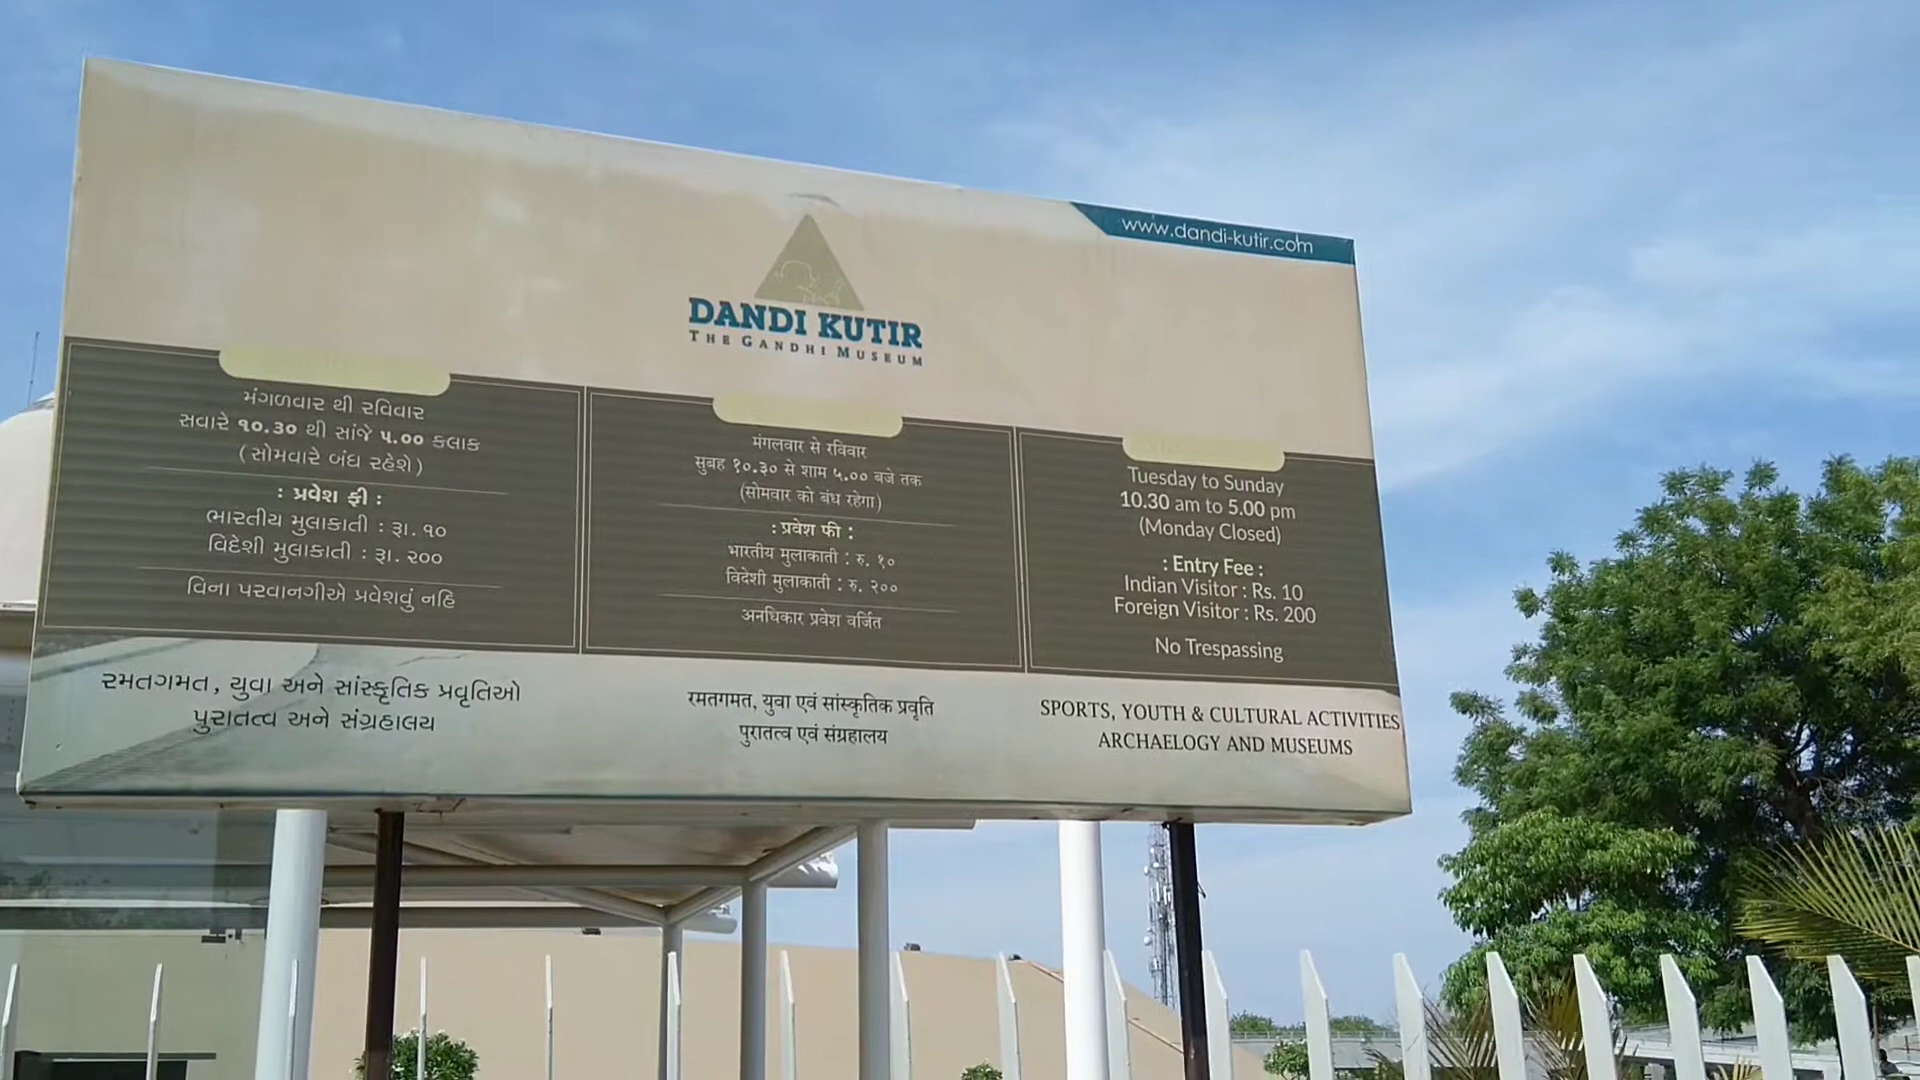 www.dandi-kutir.com
DANDI KUTIR
THE GANDHI MUSEUM
મંગળવાર થી રવિવાર
સવારે ૧૦.૩૦ થી સાંજે ૫.૦૦ કલાક
(સોમવારે બંધ રહેશે)
: પ્રવેશ ફી :
ભારતીય મુલાકાતી : રૂા. ૧૦
વિદેશી મુલાકાતી : રૂા. ૨૦૦
વિના પરવાનગીએ પ્રવેશવું નહિ
मंगलवार से रविवार
सुबह १०.३० से शाम ५.०० बजे तक
(सोमवार को बंध रहेगा)
: प्रवेश फी :
भारतीय मुलाकाती : रु. १०
विदेशी मुलाकाती : रु. २००
अनधिकार प्रवेश वर्जित
Tuesday to Sunday
10.30 am to 5.00 pm
(Monday Closed)
: Entry Fee :
Indian Visitor : Rs. 10
Foreign Visitor : Rs. 200
No Trespassing
રમતગમત, યુવા અને સાંસ્કૃતિક પ્રવૃતિઓ
પુરાતત્વ અને સંગ્રહાલય
रमतगमत, युवा एवं सांस्कृतिक प्रवृति
पुरातत्व एवं संग्रहालय
SPORTS, YOUTH & CULTURAL ACTIVITIES
ARCHAELOGY AND MUSEUMS